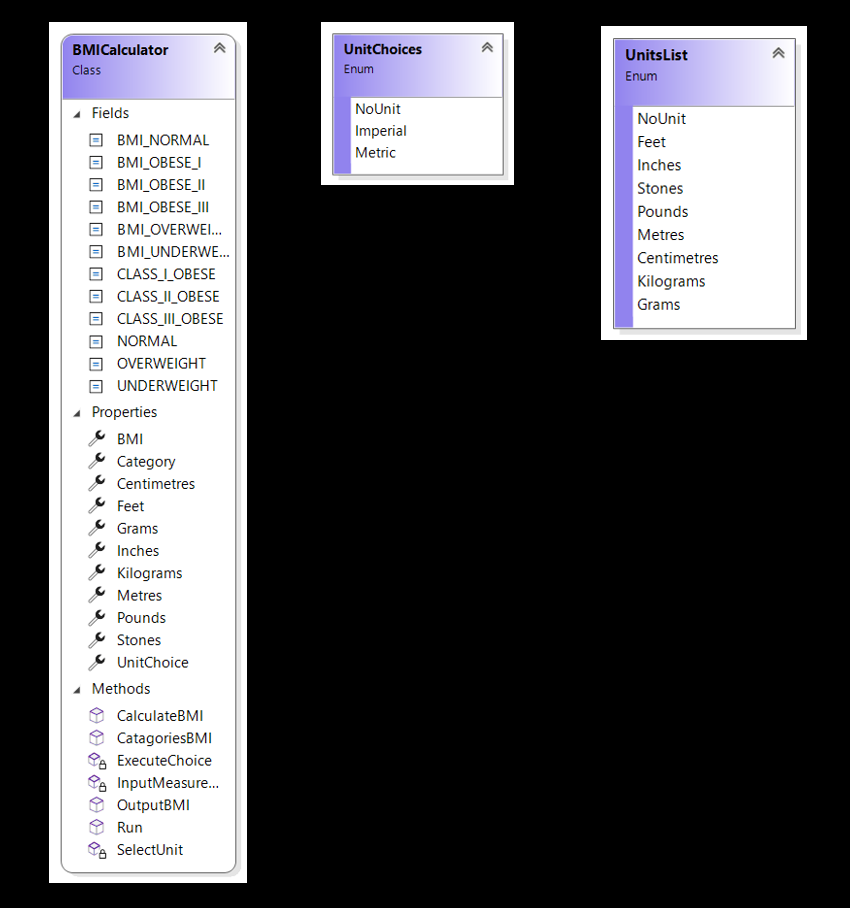 BMICalculator
Class
Fields
BMI_NORMAL
BMI_OBESE_I
BMI_OBESE_II
BMI_OBESE_III
BMI_OVERWEI...
BMI_UNDERWE...
CLASS_I_OBESE
CLASS_II_OBESE
CLASS_III_OBESE
NORMAL
OVERWEIGHT
UNDERWEIGHT
Properties
BMI
Category
Centimetres
Feet
Grams
Inches
Kilograms
Metres
Pounds
Stones
UnitChoice
Methods
CalculateBMI
CatagoriesBMI
ExecuteChoice
InputMeasure...
OutputBMI
Run
SelectUnit
UnitChoices
Enum
NoUnit
Imperial
Metric
UnitsList
Enum
NoUnit
Feet
Inches
Stones
Pounds
Metres
Centimetres
Kilograms
Grams